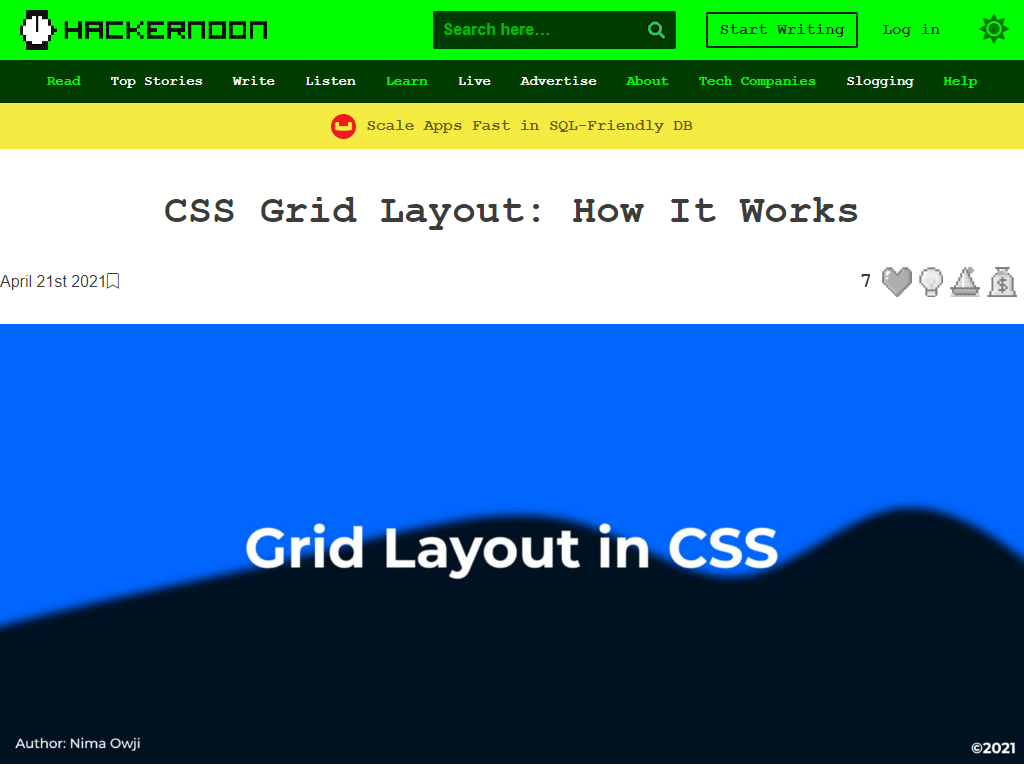 HACKERNOON
Search here...
Start Writing
Log in
Read Top Stories Write Listen Learn Live Advertise About Tech Companies Slogging Help
Scale Apps Fast in SQL-Friendly DB
CSS Grid Layout: How It Works
April 21st 2021
7
$
Grid Layout in CSS
Author: Nima Owji
©2021